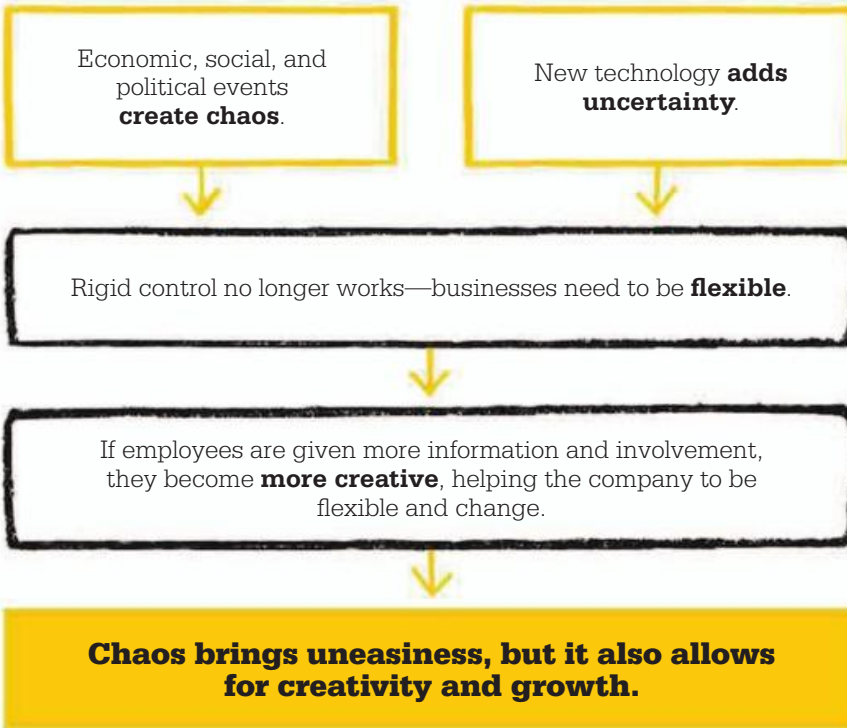 Economic, social, and
political events
create chaos.
New technology adds
uncertainty.
Rigid control no longer works—businesses need to be flexible.
If employees are given more information and involvement,
they become more creative, helping the company to be
flexible and change.
Chaos brings uneasiness, but it also allows
for creativity and growth.